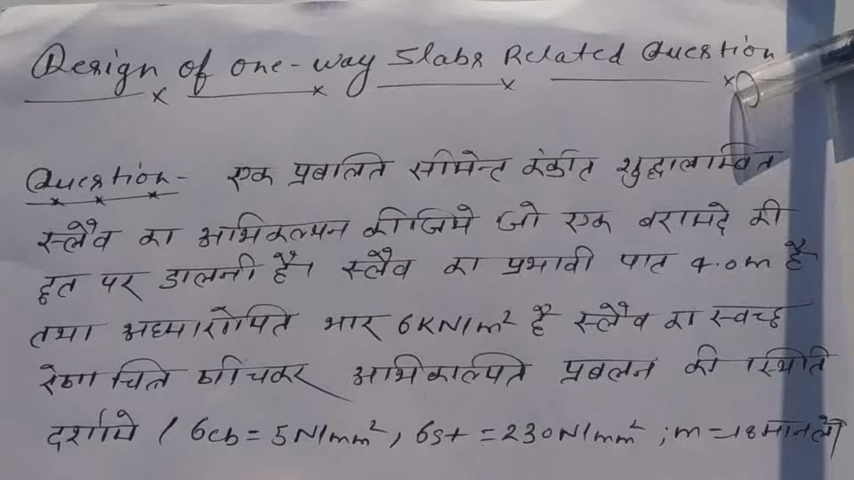 Design of one-way Slabs Related Question
Question - एक प्रबलित सीमेन्ट कंक्रीट शुद्धालम्बित
स्लैव का अभिकल्पन कीजिये जो एक बरामदे की
छत पर डालनी है। स्लैव का प्रभावी पाट 4.0m है
तथा अध्यारोपित भार 6KN/m² है स्लैव का स्वच्छ
रेखा चित्र खींचकर अभिकल्पित प्रबलन की स्थिति
दर्शाये ( σcb = 5N/mm², σst = 230N/mm² ; m = 18 मान लो)